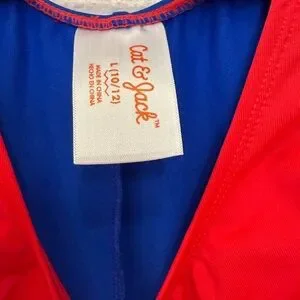 Cat & Jack™
L (10/12)
MADE IN CHINA
HECHO EN CHINA